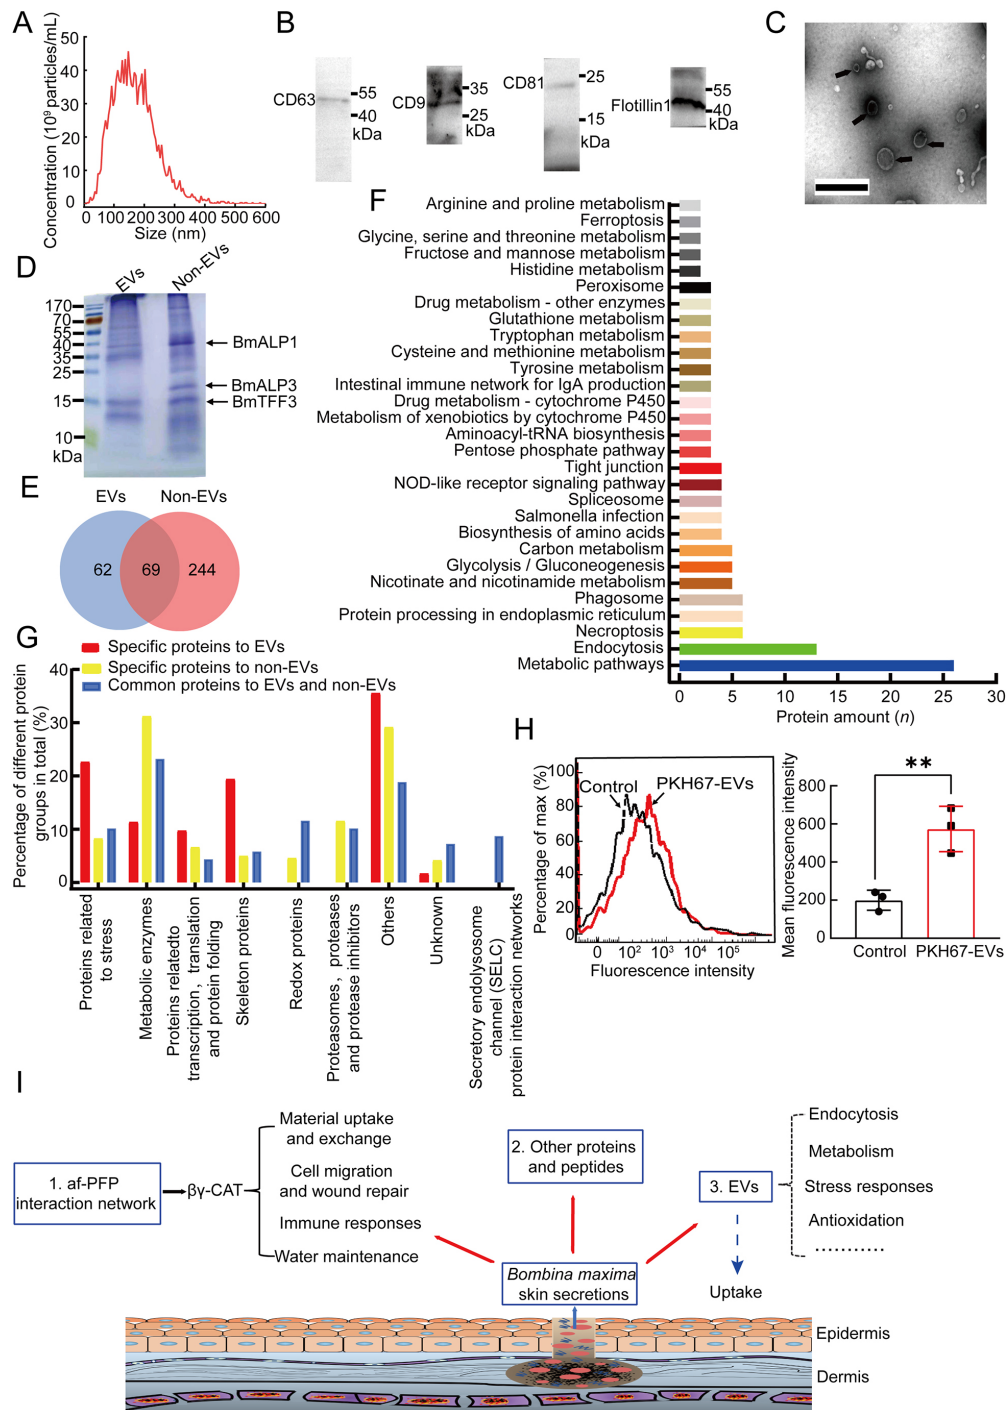 A
Concentration (10⁹ particles/mL)
50
40
30
20
10
0
0 100 200 300 400 500 600
Size (nm)
B
CD63
55
40
kDa
CD9
35
25
kDa
CD81
25
15
kDa
Flotillin1
55
40
kDa
C
D
EVs
Non-EVs
170
70
55
40
35
25
15
10
kDa
BmALP1
BmALP3
BmTFF3
E
EVs
Non-EVs
62
69
244
F
Arginine and proline metabolism
Ferroptosis
Glycine, serine and threonine metabolism
Fructose and mannose metabolism
Histidine metabolism
Peroxisome
Drug metabolism - other enzymes
Glutathione metabolism
Tryptophan metabolism
Cysteine and methionine metabolism
Tyrosine metabolism
Intestinal immune network for IgA production
Drug metabolism - cytochrome P450
Metabolism of xenobiotics by cytochrome P450
Aminoacyl-tRNA biosynthesis
Pentose phosphate pathway
Tight junction
NOD-like receptor signaling pathway
Spliceosome
Salmonella infection
Biosynthesis of amino acids
Carbon metabolism
Glycolysis / Gluconeogenesis
Nicotinate and nicotinamide metabolism
Phagosome
Protein processing in endoplasmic reticulum
Necroptosis
Endocytosis
Metabolic pathways
0 5 10 15 20 25 30
Protein amount (n)
G
Specific proteins to EVs
Specific proteins to non-EVs
Common proteins to EVs and non-EVs
Percentage of different protein
groups in total (%)
40
30
20
10
0
Proteins related
to stress
Metabolic enzymes
Proteins relatedto
transcription, translation
and protein folding
Skeleton proteins
Redox proteins
Proteasomes, proteases
and protease inhibitors
Others
Unknown
Secretory endolysosome
channel (SELC)
protein interaction networks
H
Percentage of max (%)
100
80
60
40
20
0
Control
PKH67-EVs
0 10² 10³ 10⁴ 10⁵
Fluorescence intensity
Mean fluorescence intensity
800
600
400
200
0
**
Control PKH67-EVs
I
1. af-PFP
interaction network
βγ-CAT
Material uptake
and exchange
Cell migration
and wound repair
Immune responses
Water maintenance
2. Other proteins
and peptides
3. EVs
Endocytosis
Metabolism
Stress responses
Antioxidation
...........
Uptake
Bombina maxima
skin secretions
Epidermis
Dermis